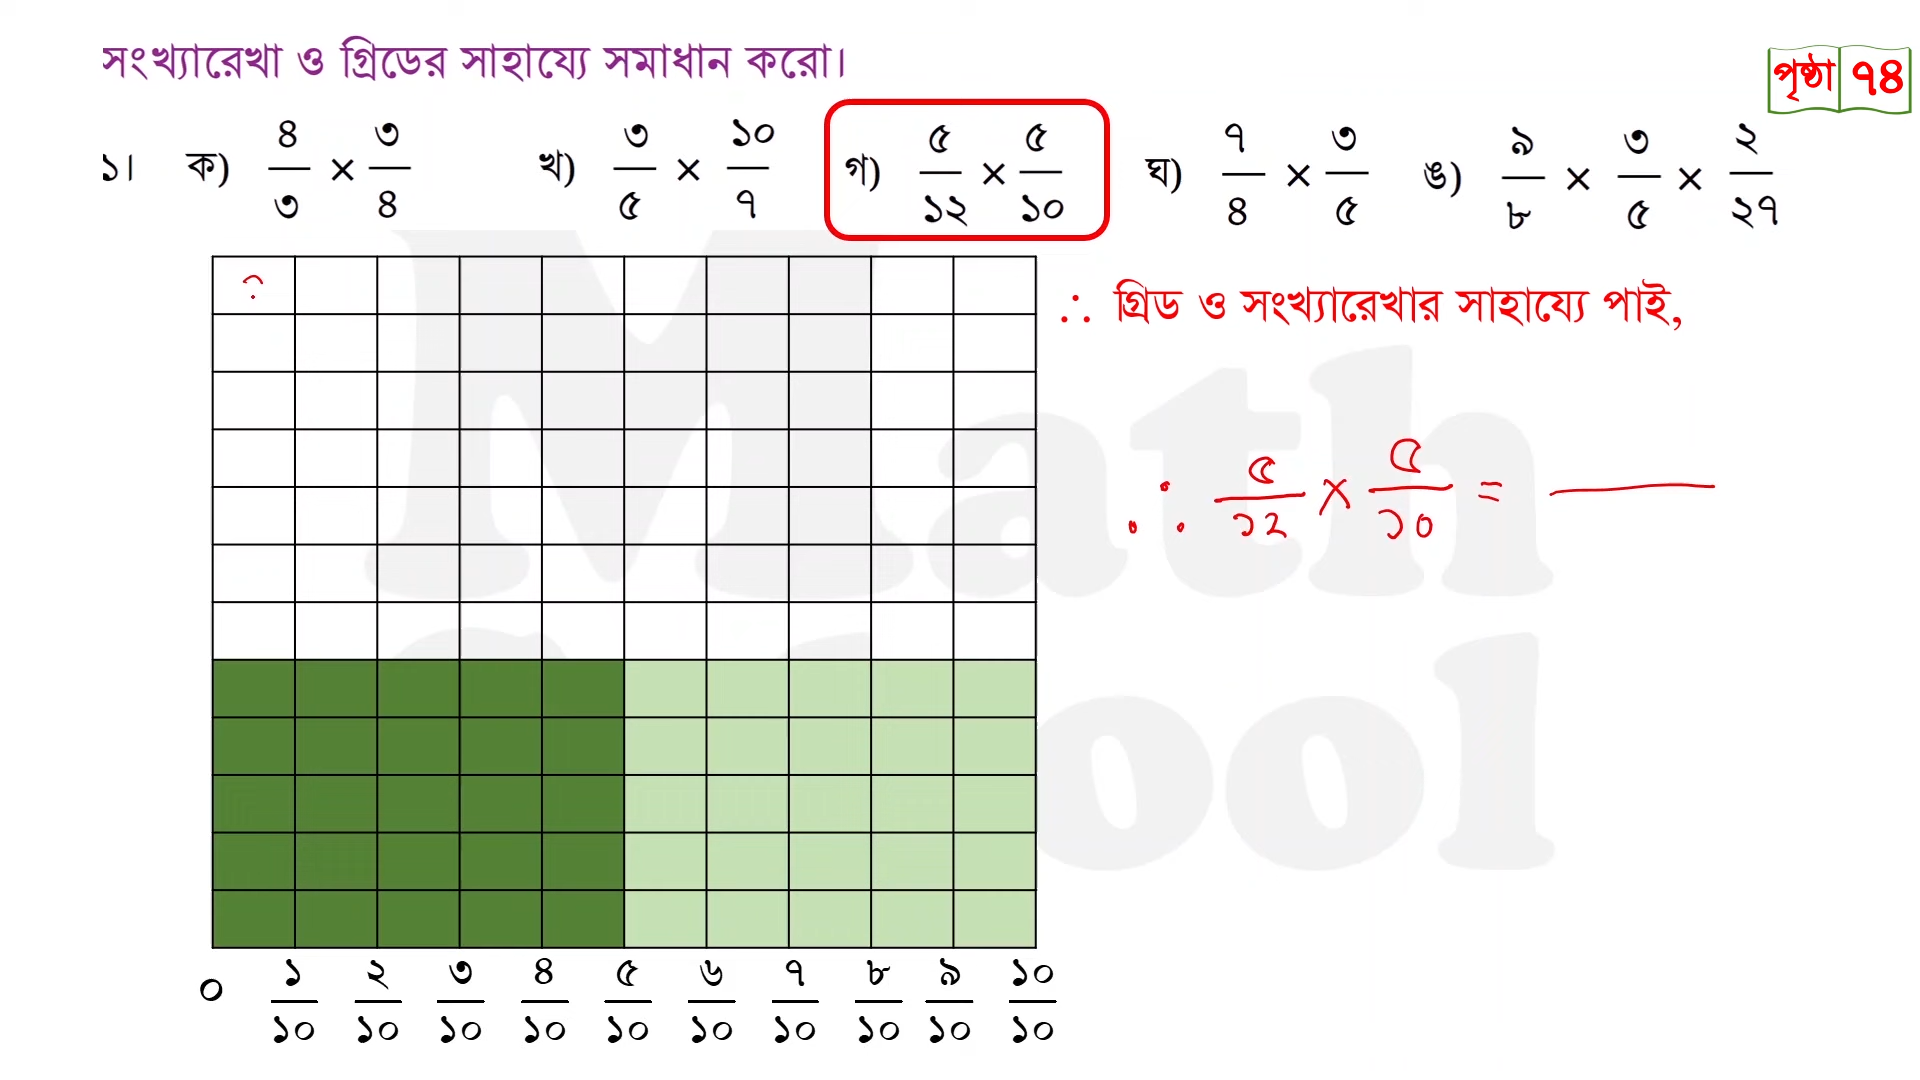 সংখ্যারেখা ও গ্রিডের সাহায্যে সমাধান করো।
পৃষ্ঠা ৭৪
১। ক) ৪/৩ × ৩/৪ খ) ৩/৫ × ১০/৭ গ) ৫/১২ × ৫/১০ ঘ) ৭/৪ × ৩/৫ ঙ) ৯/৮ × ৩/৫ × ২/২৭
∴ গ্রিড ও সংখ্যারেখার সাহায্যে পাই,
∴ ৫/১২ × ৫/১০ =
০ ১/১০ ২/১০ ৩/১০ ৪/১০ ৫/১০ ৬/১০ ৭/১০ ৮/১০ ৯/১০ ১০/১০
Math